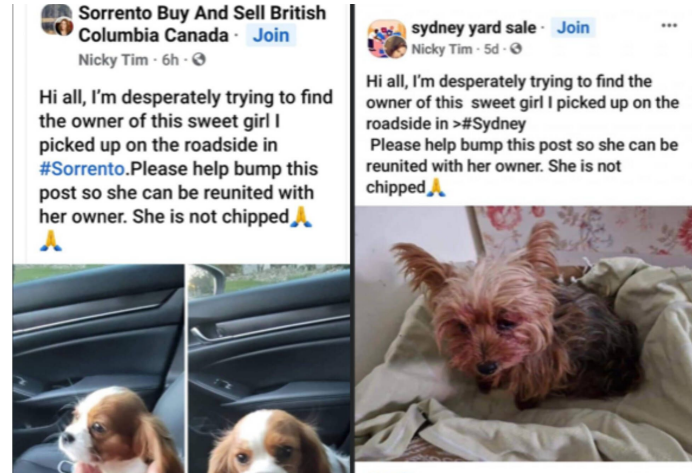 Sorrento Buy And Sell British
Columbia Canada · Join
Nicky Tim · 6h ·
Hi all, I'm desperately trying to find
the owner of this sweet girl I
picked up on the roadside in
#Sorrento.Please help bump this
post so she can be reunited with
her owner. She is not chipped🙏
🙏
sydney yard sale · Join
Nicky Tim · 5d ·
Hi all, I'm desperately trying to find the
owner of this  sweet girl I picked up on the
roadside in >#Sydney
Please help bump this post so she can be
reunited with her owner. She is not
chipped🙏